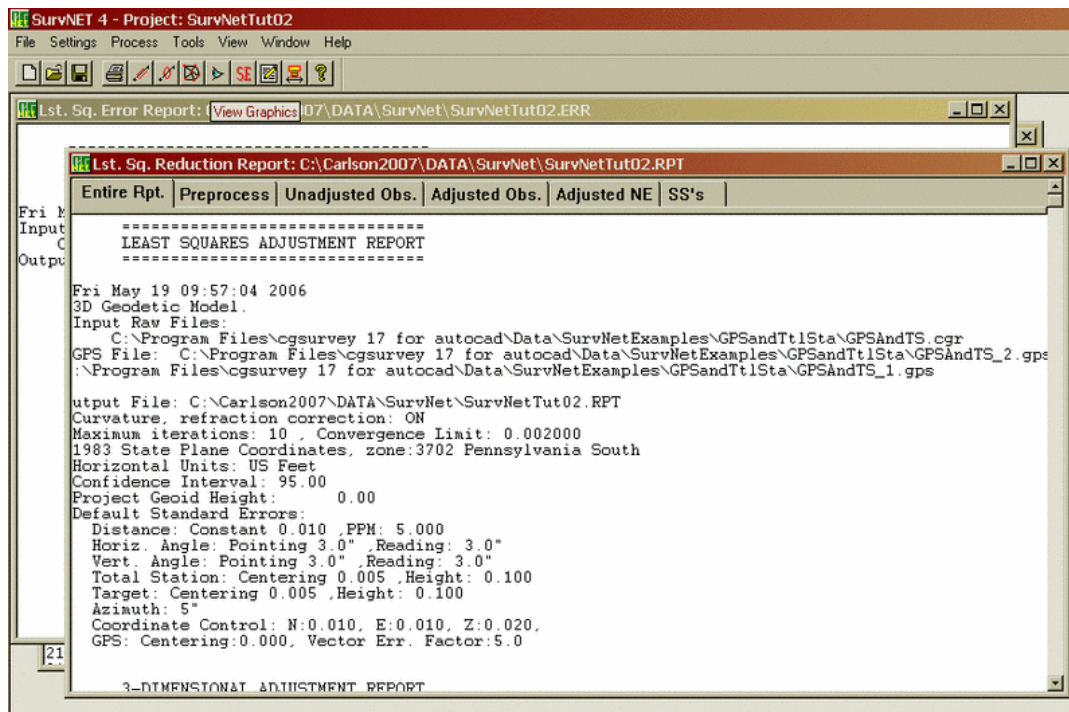 SurvNET 4 - Project: SurvNetTut02
File Settings Process Tools View Window Help
SE
Lst. Sq. Error Report: View Graphics 07\DATA\SurvNet\SurvNetTut02.ERR
Lst. Sq. Reduction Report: C:\Carlson2007\DATA\SurvNet\SurvNetTut02.RPT
Entire Rpt. Preprocess Unadjusted Obs. Adjusted Obs. Adjusted NE SS's
Fri
Input
Outpu
===============================
LEAST SQUARES ADJUSTMENT REPORT
===============================
Fri May 19 09:57:04 2006
3D Geodetic Model.
Input Raw Files:
C:\Program Files\cgsurvey 17 for autocad\Data\SurvNetExamples\GPSandTtlSta\GPSAndTS.cgr
GPS File: C:\Program Files\cgsurvey 17 for autocad\Data\SurvNetExamples\GPSandTtlSta\GPSAndTS_2.gps
:\Program Files\cgsurvey 17 for autocad\Data\SurvNetExamples\GPSandTtlSta\GPSAndTS_1.gps
utput File: C:\Carlson2007\DATA\SurvNet\SurvNetTut02.RPT
Curvature, refraction correction: ON
Maximum iterations: 10 , Convergence Limit: 0.002000
1983 State Plane Coordinates, zone:3702 Pennsylvania South
Horizontal Units: US Feet
Confidence Interval: 95.00
Project Geoid Height: 0.00
Default Standard Errors:
Distance: Constant 0.010 ,PPM: 5.000
Horiz. Angle: Pointing 3.0" ,Reading: 3.0"
Vert. Angle: Pointing 3.0" ,Reading: 3.0"
Total Station: Centering 0.005 ,Height: 0.100
Target: Centering 0.005 ,Height: 0.100
Azimuth: 5"
Coordinate Control: N:0.010, E:0.010, Z:0.020,
GPS: Centering:0.000, Vector Err. Factor:5.0
21
3-DIMENSIONAL ADJUSTMENT REPORT